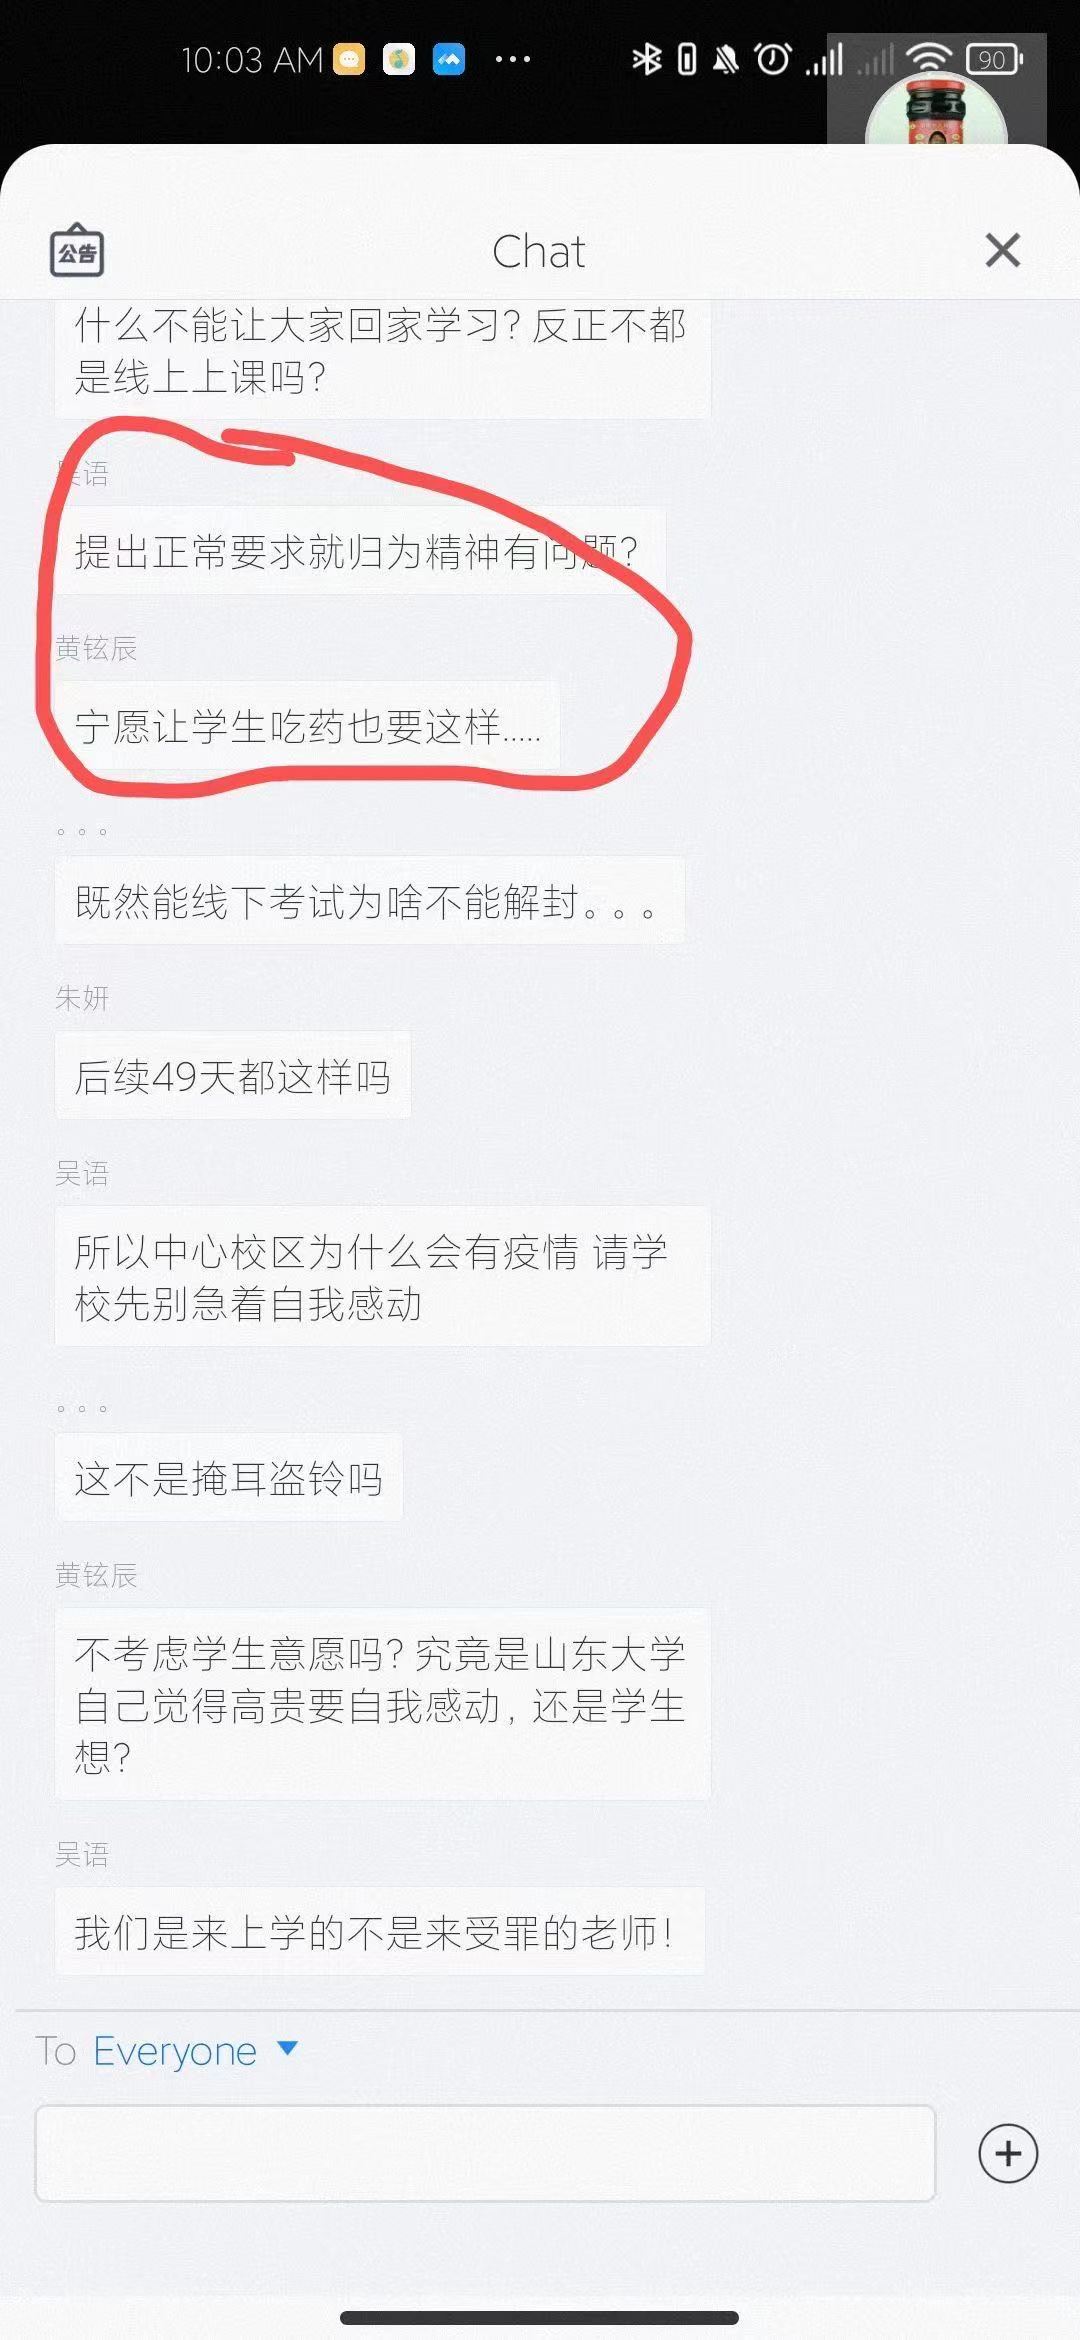 10:03 AM
90
公告
Chat
什么不能让大家回家学习?反正不都
是线上上课吗?
吴语
提出正常要求就归为精神有问题?
黄铉辰
宁愿让学生吃药也要这样.....
。。。
既然能线下考试为啥不能解封。。。
朱妍
后续49天都这样吗
吴语
所以中心校区为什么会有疫情 请学
校先别急着自我感动
。。。
这不是掩耳盗铃吗
黄铉辰
不考虑学生意愿吗?究竟是山东大学
自己觉得高贵要自我感动,还是学生
想?
吴语
我们是来上学的不是来受罪的老师!
To Everyone